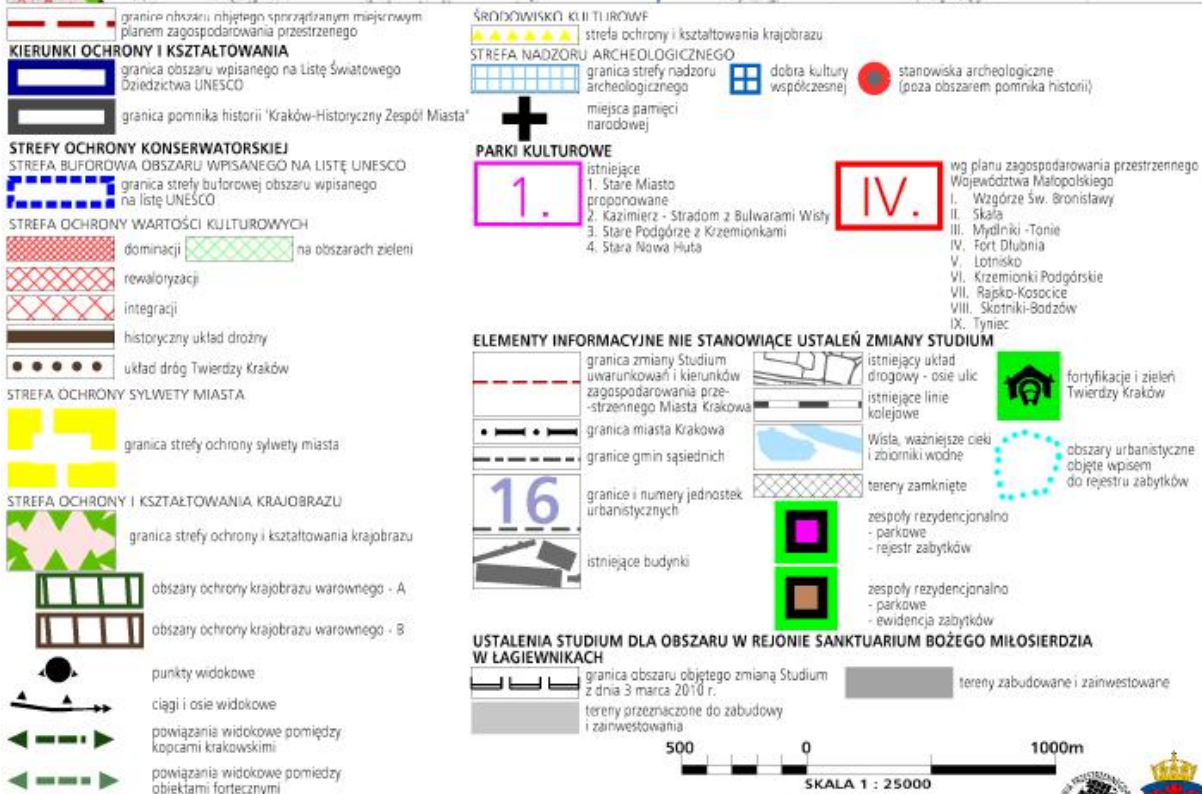 granice obszaru objętego sporządzanym miejscowym
planem zagospodarowania przestrzenego
KIERUNKI OCHRONY I KSZTAŁTOWANIA
granica obszaru wpisanego na Listę Światowego
Dziedzictwa UNESCO
granica pomnika historii 'Kraków-Historyczny Zespół Miasta"
STREFY OCHRONY KONSERWATORSKIEJ
STREFA BUFOROWA OBSZARU WPISANEGO NA LISTĘ UNESCO
granica strefy buforowej obszaru wpisanego
na listę UNESCO
STREFA OCHRONY WARTOŚCI KULTUROWYCH
dominacji
na obszarach zieleni
rewaloryzacji
integracji
historyczny układ drożny
układ dróg Twierdzy Kraków
STREFA OCHRONY SYLWETY MIASTA
granica strefy ochrony sylwety miasta
STREFA OCHRONY I KSZTAŁTOWANIA KRAJOBRAZU
granica strefy ochrony i kształtowania krajobrazu
obszary ochrony krajobrazu warownego - A
obszary ochrony krajobrazu warownego - B
punkty widokowe
ciągi i osie widokowe
powiązania widokowe pomiędzy
kopcami krakowskimi
powiązania widokowe pomiedzy
obiektami fortecznymi
ŚRODOWISKO KULTUROWE
strefa ochrony i kształtowania krajobrazu
STREFA NADZORU ARCHEOLOGICZNEGO
granica strefy nadzoru
archeologicznego
dobra kultury
współczesnej
stanowiska archeologiczne
(poza obszarem pomnika historii)
miejsca pamięci
narodowej
PARKI KULTUROWE
1.
istniejące
1. Stare Miasto
proponowane
2. Kazimierz - Stradom z Bulwarami Wisły
3. Stare Podgórze z Krzemionkami
4. Stara Nowa Huta
IV.
wg planu zagospodarowania przestrzennego
Województwa Małopolskiego
I. Wzgórze Św. Bronisławy
II. Skała
III. Mydlniki -Tonie
IV. Fort Dłubnia
V. Lotnisko
VI. Krzemionki Podgórskie
VII. Rajsko-Kosocice
VIII. Skotniki-Bodzów
IX. Tyniec
ELEMENTY INFORMACYJNE NIE STANOWIĄCE USTALEŃ ZMIANY STUDIUM
granica zmiany Studium
uwarunkowań i kierunków
zagospodarowania prze-
-strzennego Miasta Krakowa
granica miasta Krakowa
granice gmin sąsiednich
16
granice i numery jednostek
urbanistycznych
istniejące budynki
istniejący układ
drogowy - osie ulic
istniejące linie
kolejowe
Wisła, ważniejsze cieki
i zbiorniki wodne
tereny zamknięte
zespoły rezydencjonalno
- parkowe
- rejestr zabytków
zespoły rezydencjonalno
- parkowe
- ewidencja zabytków
fortyfikacje i zieleń
Twierdzy Kraków
obszary urbanistyczne
objęte wpisem
do rejestru zabytków
USTALENIA STUDIUM DLA OBSZARU W REJONIE SANKTUARIUM BOŻEGO MIŁOSIERDZIA
W ŁAGIEWNIKACH
granica obszaru objętego zmianą Studium
z dnia 3 marca 2010 r.
tereny zabudowane i zainwestowane
tereny przeznaczone do zabudowy
i zainwestowania
500 0 1000m
SKALA 1 : 25000